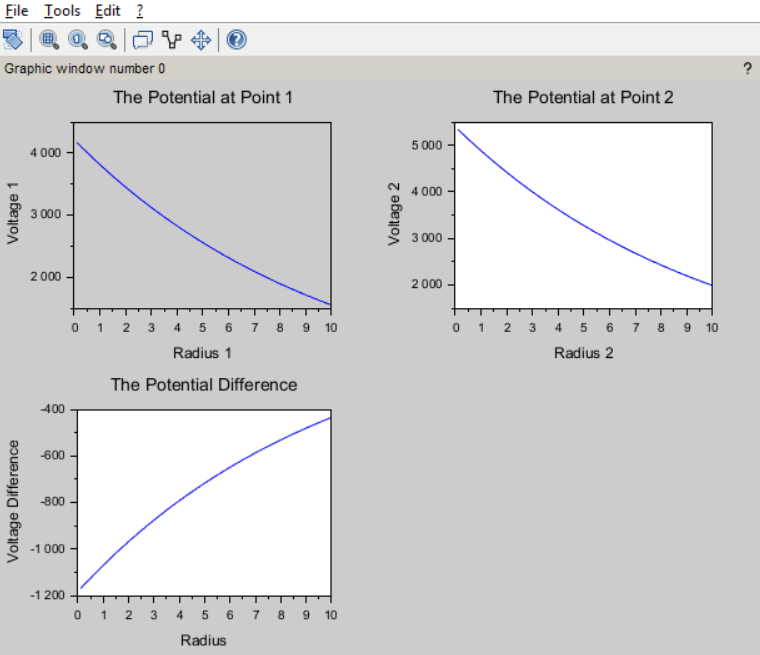 File Tools Edit ?
Graphic window number 0 ?
The Potential at Point 1
4 000
3 000
2 000
Voltage 1
0 1 2 3 4 5 6 7 8 9 10
Radius 1
The Potential at Point 2
5 000
4 000
3 000
2 000
Voltage 2
0 1 2 3 4 5 6 7 8 9 10
Radius 2
The Potential Difference
-400
-600
-800
-1 000
-1 200
Voltage Difference
0 1 2 3 4 5 6 7 8 9 10
Radius